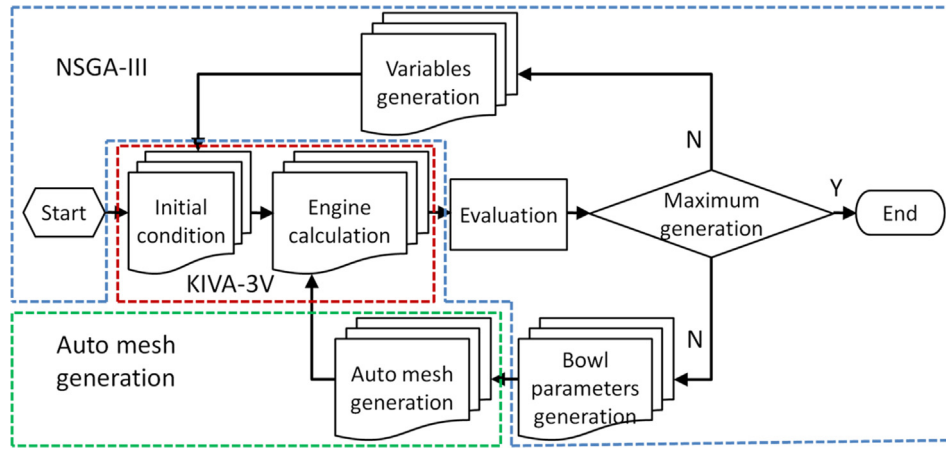 NSGA-III
Variables
generation
N
Y
Start
Initial
condition
Engine
calculation
Evaluation
Maximum
generation
End
KIVA-3V
N
Auto mesh
generation
Auto mesh
generation
Bowl
parameters
generation